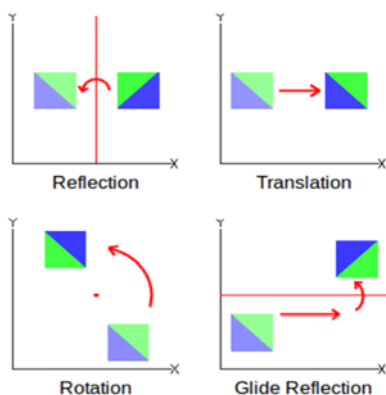 Y
X
Reflection
Y
X
Translation
Y
X
Rotation
Y
X
Glide Reflection